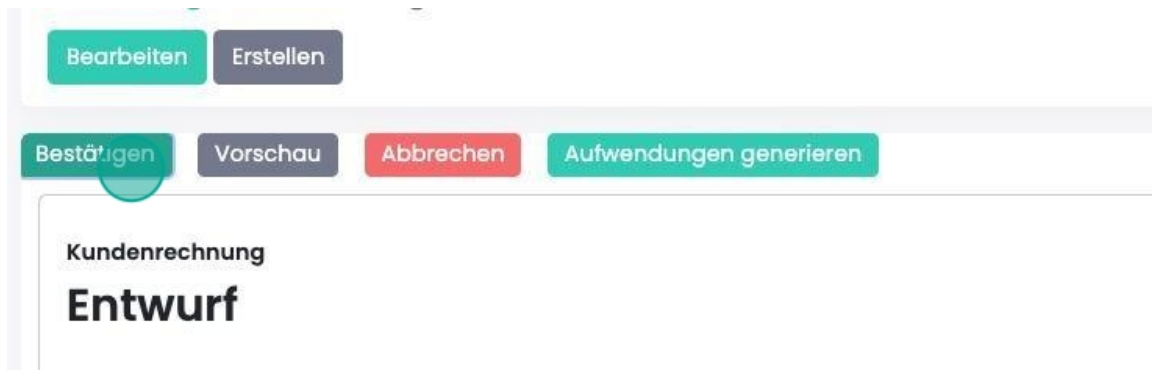 Bearbeiten Erstellen
Bestätigen Vorschau Abbrechen Aufwendungen generieren
Kundenrechnung
Entwurf